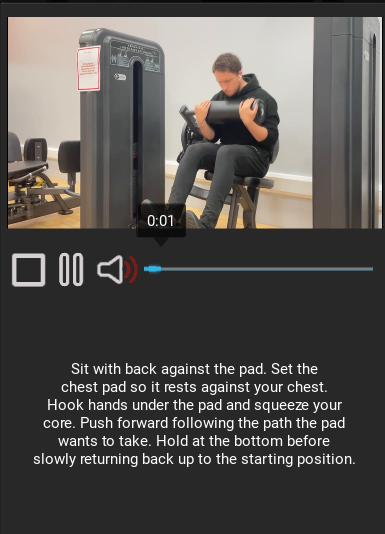 0:01
Sit with back against the pad. Set the
chest pad so it rests against your chest.
Hook hands under the pad and squeeze your
core. Push forward following the path the pad
wants to take. Hold at the bottom before
slowly returning back up to the starting position.